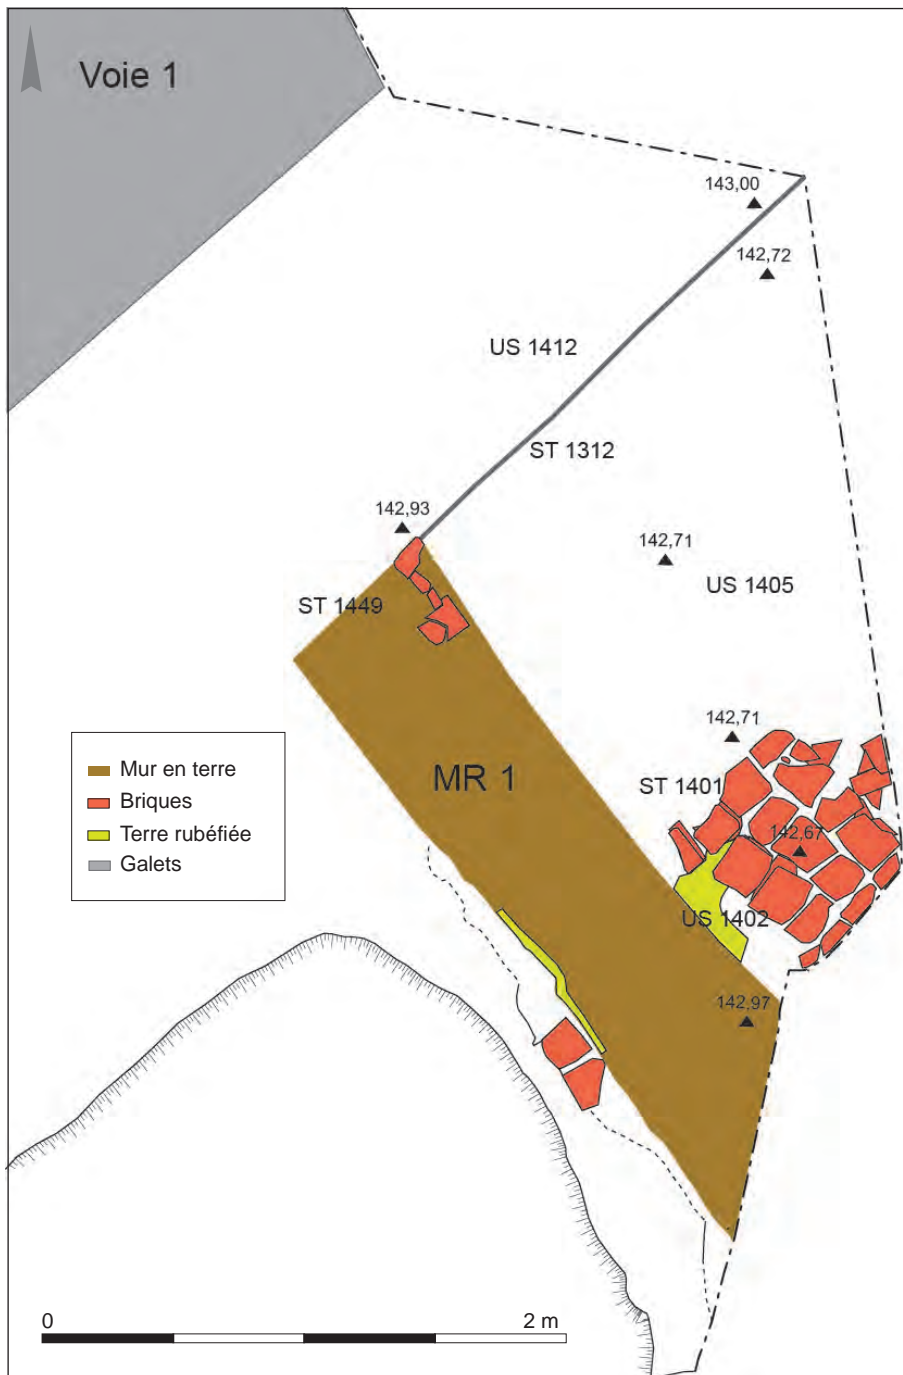 Voie 1
143,00
142,72
US 1412
ST 1312
142,93
142,71
US 1405
ST 1449
142,71
MR 1
ST 1401
Mur en terre
Briques
Terre rubéfiée
Galets
142,67
US 1402
142,97
0 2 m